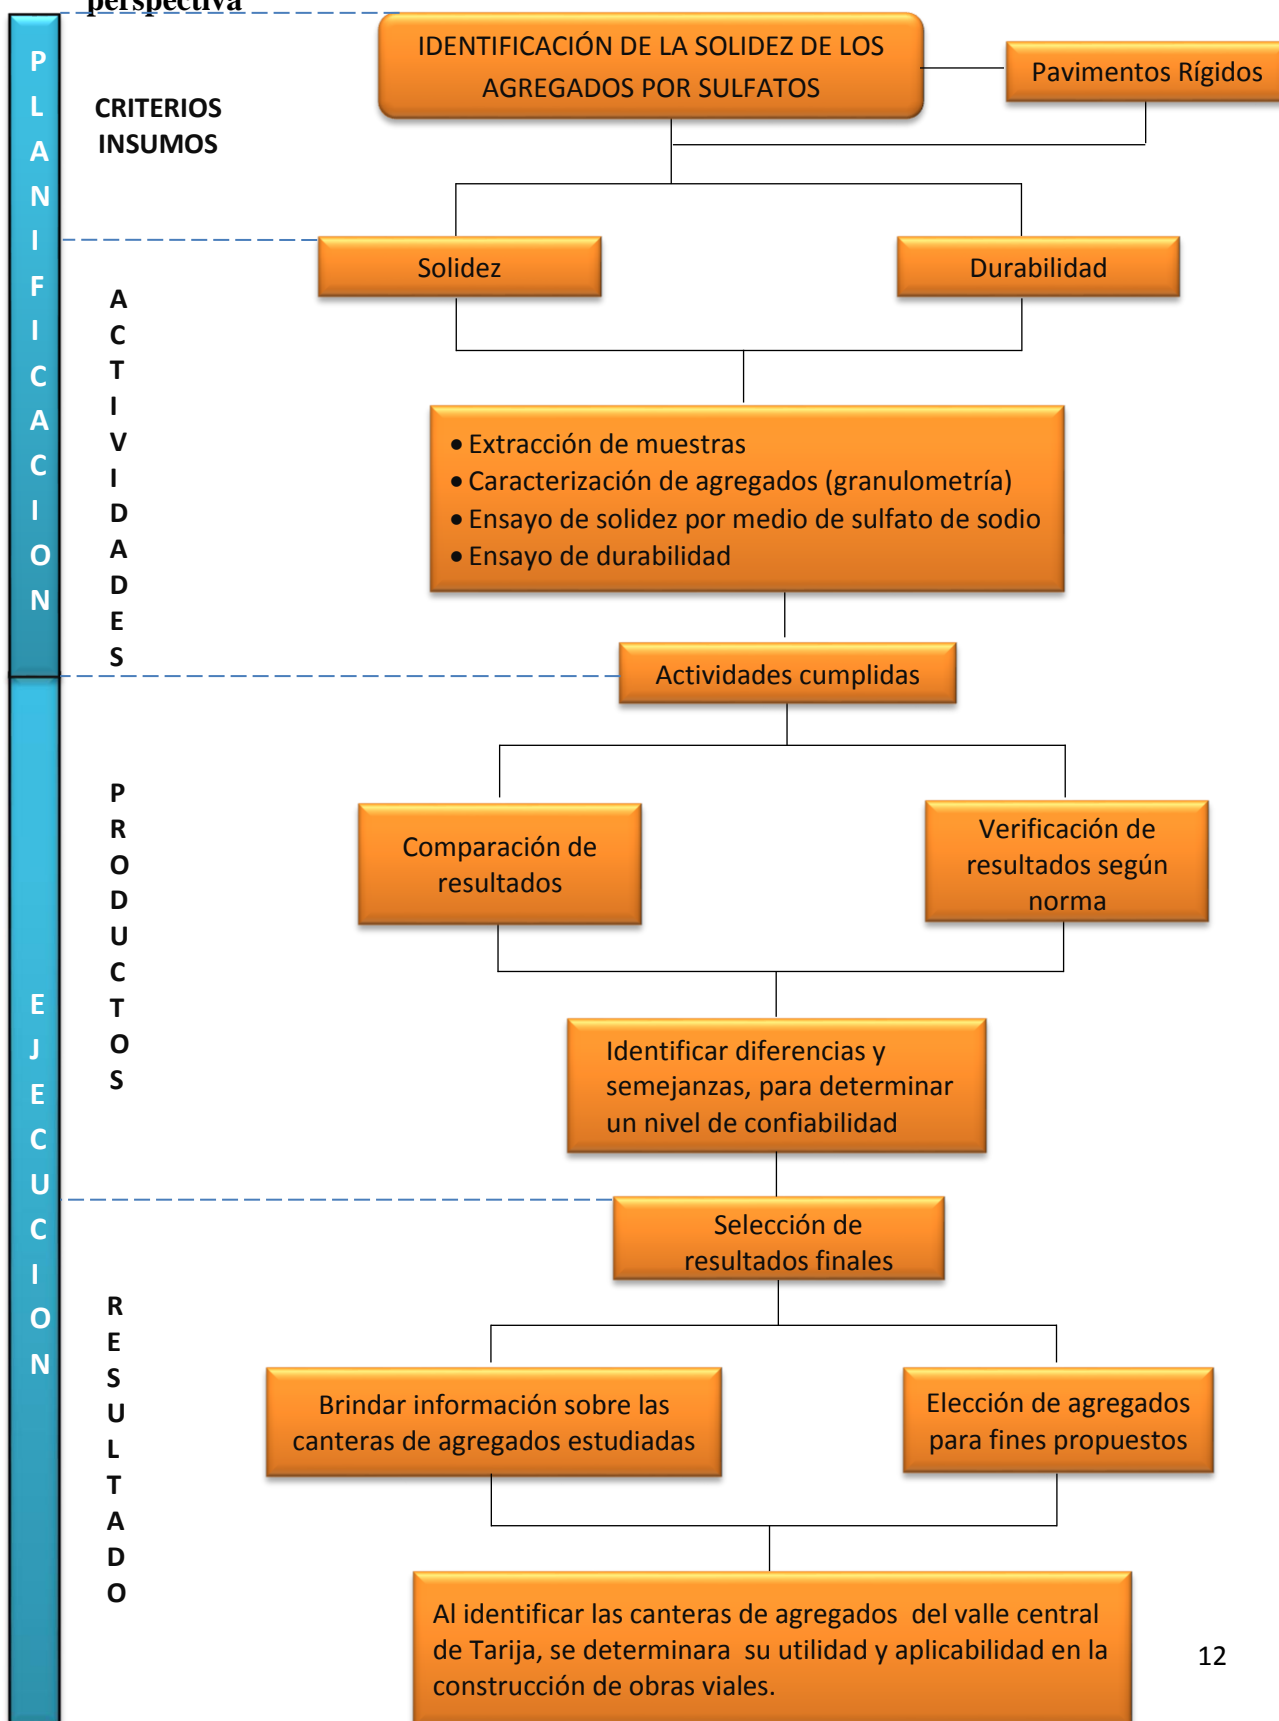 perspectiva
PLANIFICACION
CRITERIOS
INSUMOS
IDENTIFICACIÓN DE LA SOLIDEZ DE LOS
AGREGADOS POR SULFATOS
Pavimentos Rígidos
ACTIVIDADES
Solidez
Durabilidad
• Extracción de muestras
• Caracterización de agregados (granulometría)
• Ensayo de solidez por medio de sulfato de sodio
• Ensayo de durabilidad
Actividades cumplidas
EJECUCION
PRODUCTOS
Comparación de
resultados
Verificación de
resultados según
norma
Identificar diferencias y
semejanzas, para determinar
un nivel de confiabilidad
Selección de
resultados finales
RESULTADO
Brindar información sobre las
canteras de agregados estudiadas
Elección de agregados
para fines propuestos
Al identificar las canteras de agregados del valle central
de Tarija, se determinara su utilidad y aplicabilidad en la
construcción de obras viales.
12